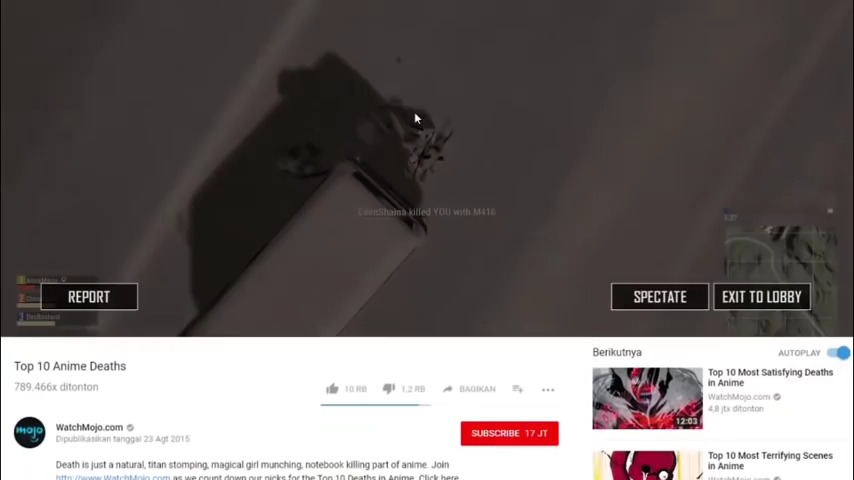 EdenShaina killed YOU with M416
REPORT
SPECTATE
EXIT TO LOBBY
Top 10 Anime Deaths
789.466x ditonton
10 RB
1,2 RB
BAGIKAN
WatchMojo.com
Dipublikasikan tanggal 23 Agt 2015
SUBSCRIBE 17 JT
Death is just a natural, titan stomping, magical girl munching, notebook killing part of anime. Join
http://www.WatchMojo.com as we count down our picks for the Top 10 Deaths in Anime. Click here
mojo
Berikutnya
AUTOPLAY
12:03
Top 10 Most Satisfying Deaths
in Anime
WatchMojo.com
4,8 jtx ditonton
Top 10 Most Terrifying Scenes
in Anime